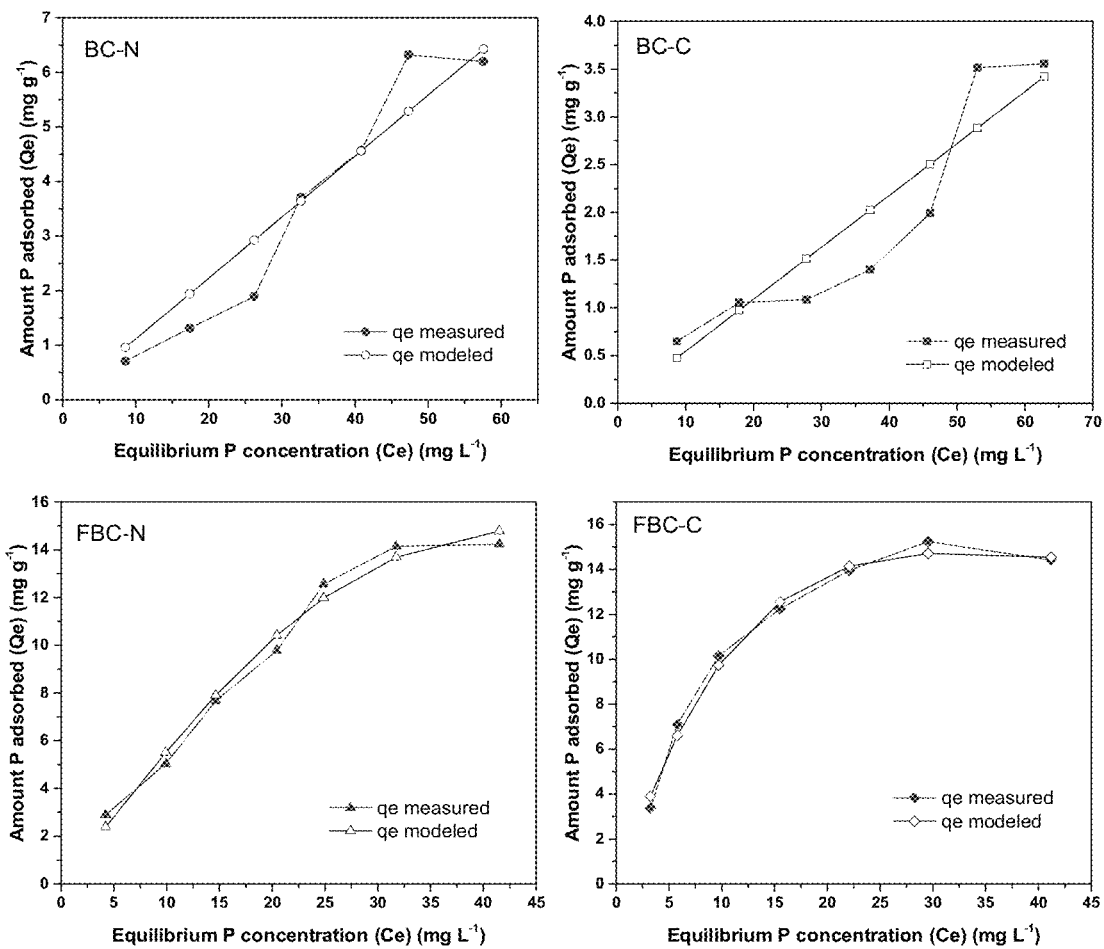 BC-N
Amount P adsorbed (Qe) (mg g⁻¹)
7
6
5
4
3
2
1
0
qe measured
qe modeled
0 10 20 30 40 50 60
Equilibrium P concentration (Ce) (mg L⁻¹)
BC-C
Amount P adsorbed (Qe) (mg g⁻¹)
4.0
3.5
3.0
2.5
2.0
1.5
1.0
0.5
0.0
qe measured
qe modeled
0 10 20 30 40 50 60 70
Equilibrium P concentration (Ce) (mg L⁻¹)
FBC-N
Amount P adsorbed (Qe) (mg g⁻¹)
16
14
12
10
8
6
4
2
0
qe measured
qe modeled
0 5 10 15 20 25 30 35 40 45
Equilibrium P concentration (Ce) (mg L⁻¹)
FBC-C
Amount P adsorbed (Qe) (mg g⁻¹)
16
14
12
10
8
6
4
2
0
qe measured
qe modeled
0 5 10 15 20 25 30 35 40 45
Equilibrium P concentration (Ce) (mg L⁻¹)